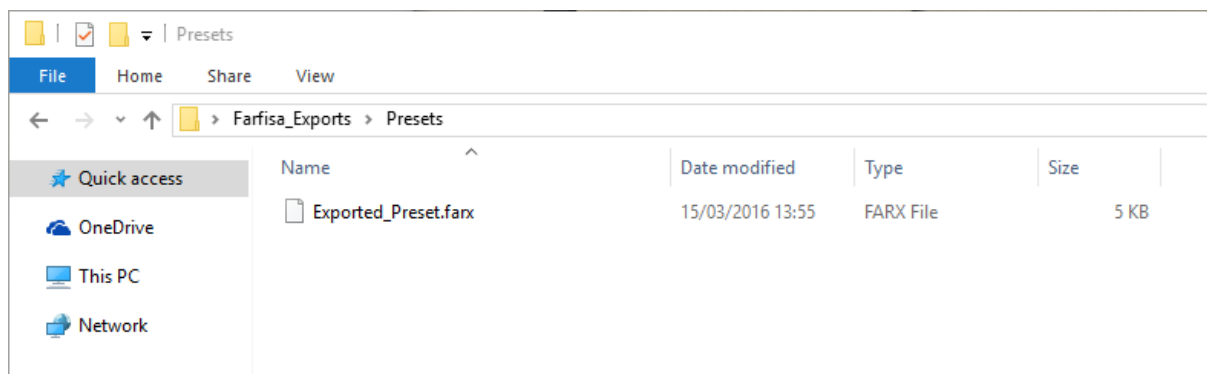 Presets
File Home Share View
Farfisa_Exports Presets
Quick access
OneDrive
This PC
Network
Name Date modified Type Size
Exported_Preset.farx 15/03/2016 13:55 FARX File 5 KB